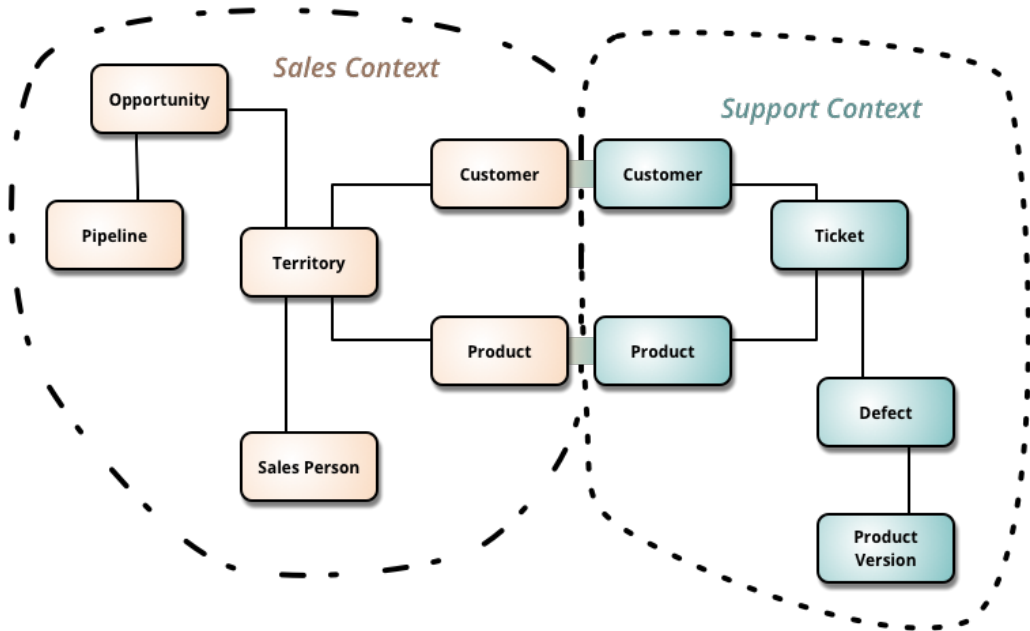 Sales Context
Opportunity
Pipeline
Territory
Sales Person
Customer
Product
Support Context
Customer
Product
Ticket
Defect
Product
Version